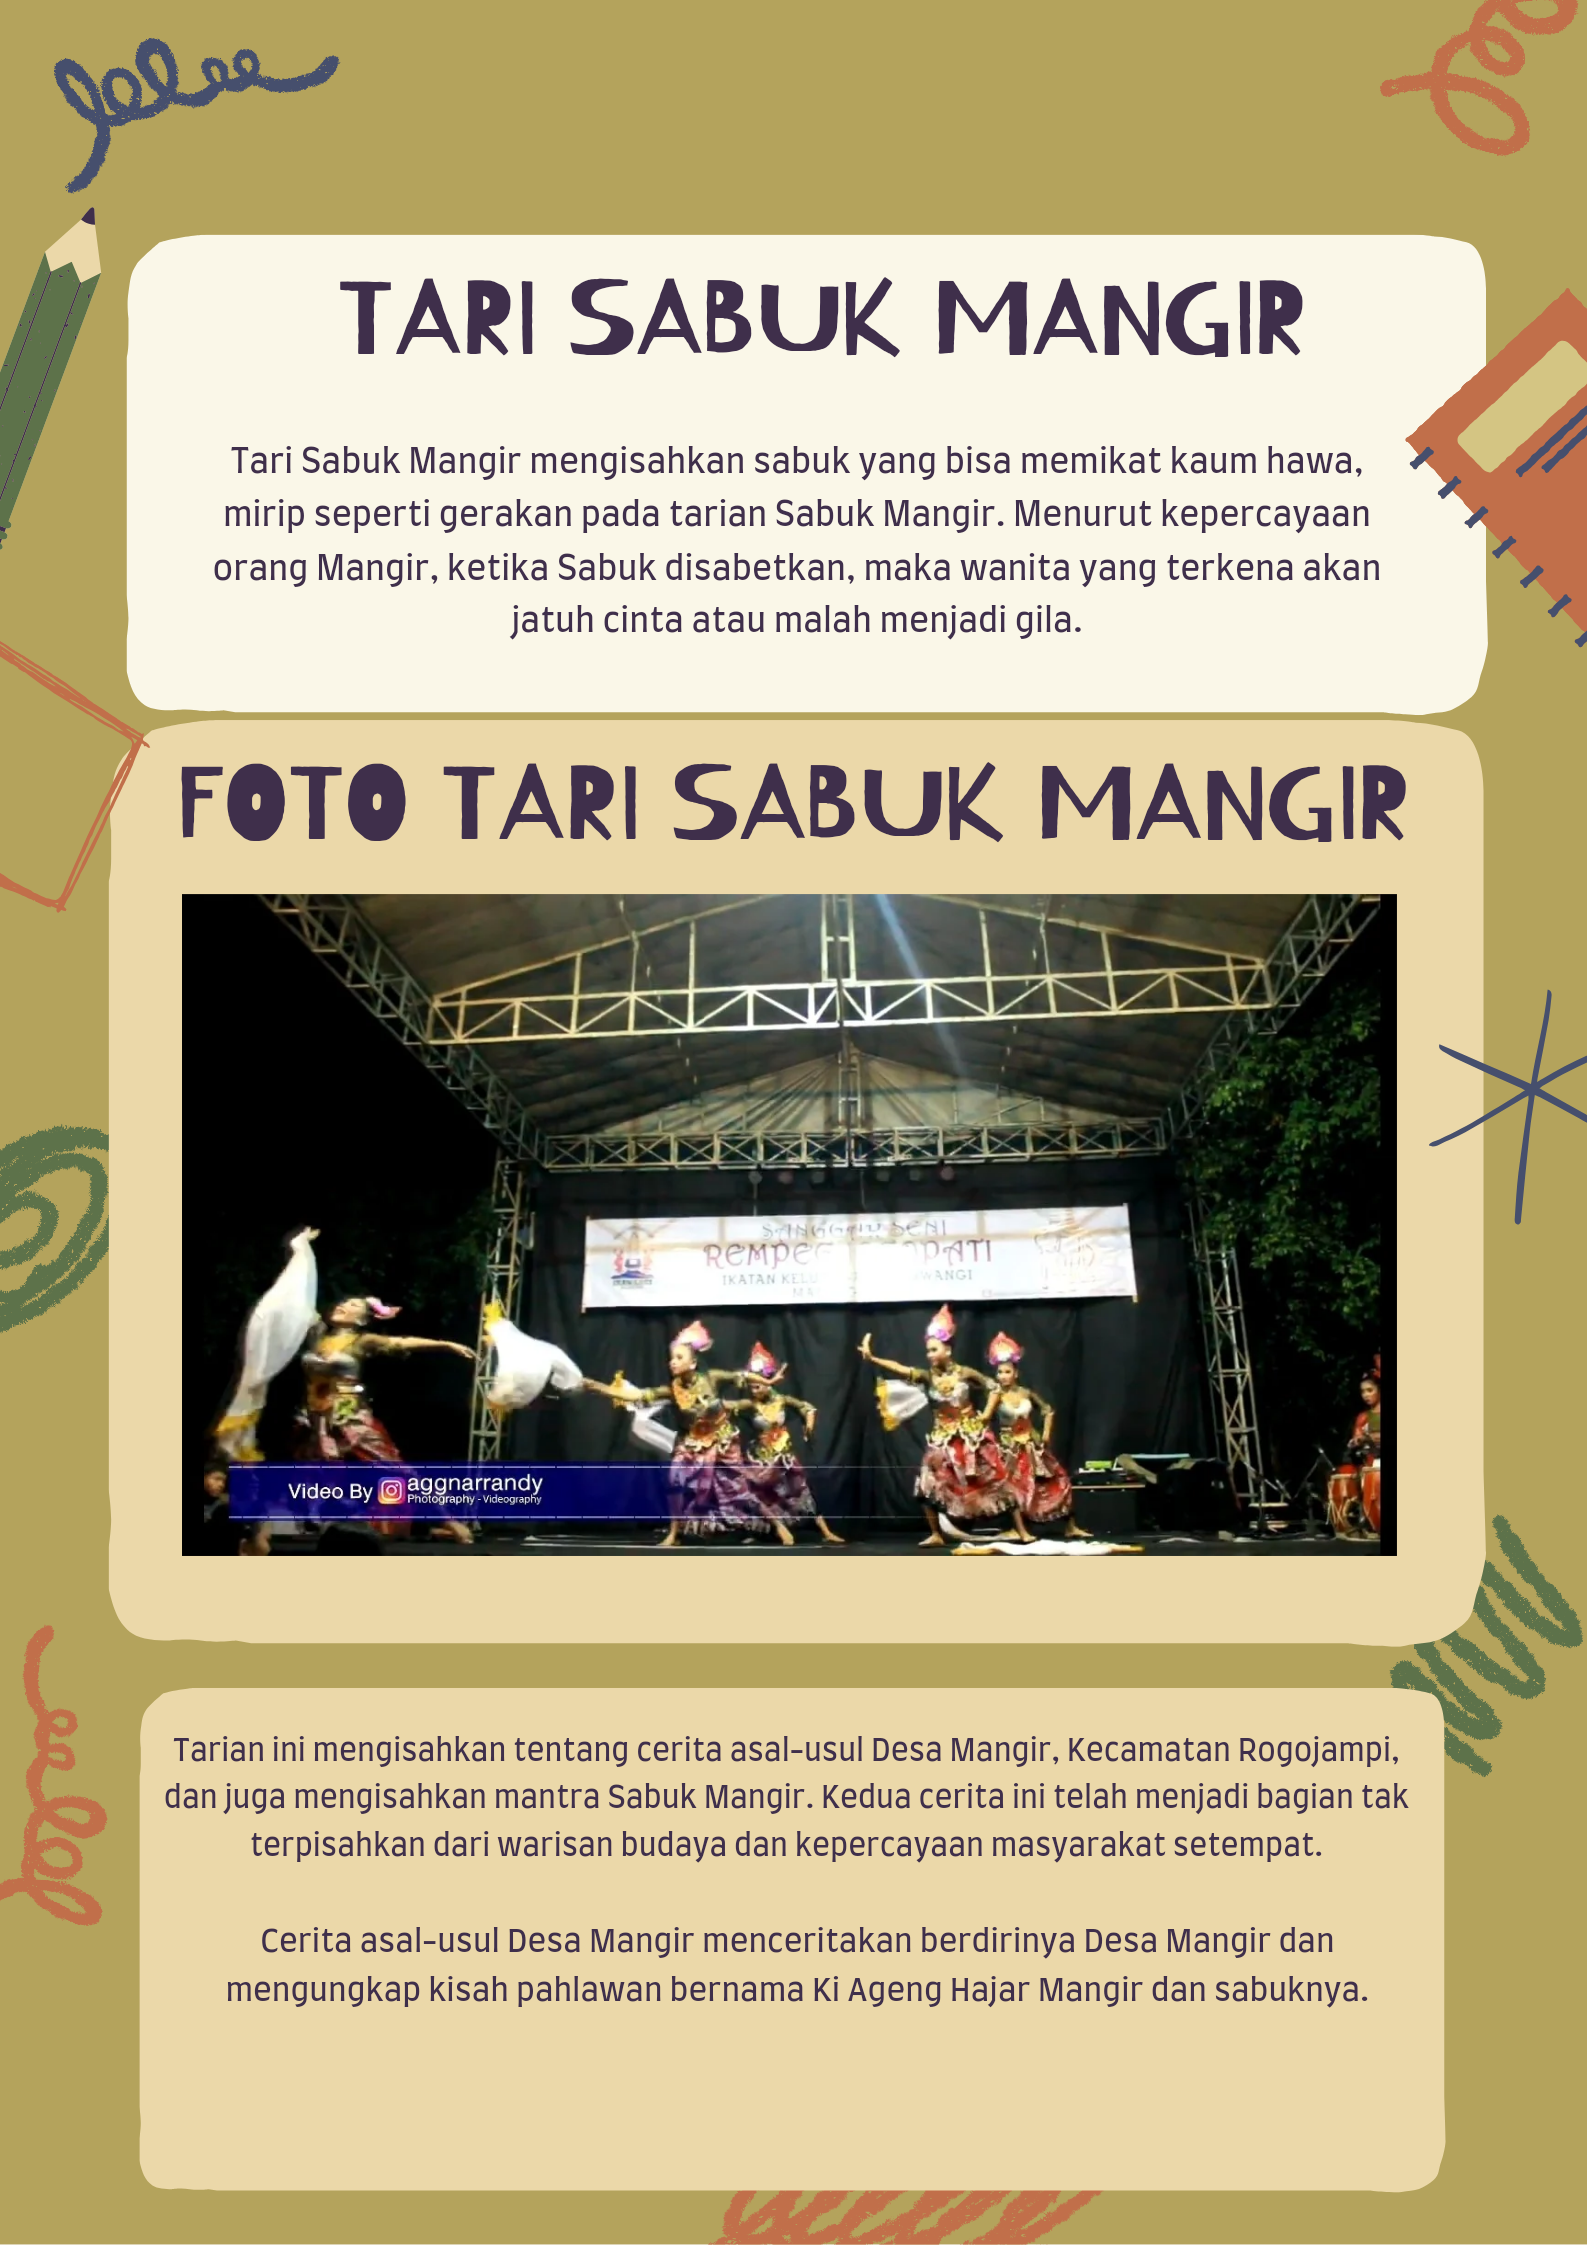 TARI SABUK MANGIR
Tari Sabuk Mangir mengisahkan sabuk yang bisa memikat kaum hawa,
mirip seperti gerakan pada tarian Sabuk Mangir. Menurut kepercayaan
orang Mangir, ketika Sabuk disabetkan, maka wanita yang terkena akan
jatuh cinta atau malah menjadi gila.
FOTO TARI SABUK MANGIR
SENI
IKATAN
Video By aggnarrandy
Photography - Videography
Tarian ini mengisahkan tentang cerita asal-usul Desa Mangir, Kecamatan Rogojampi,
dan juga mengisahkan mantra Sabuk Mangir. Kedua cerita ini telah menjadi bagian tak
terpisahkan dari warisan budaya dan kepercayaan masyarakat setempat.
Cerita asal-usul Desa Mangir menceritakan berdirinya Desa Mangir dan
mengungkap kisah pahlawan bernama Ki Ageng Hajar Mangir dan sabuknya.